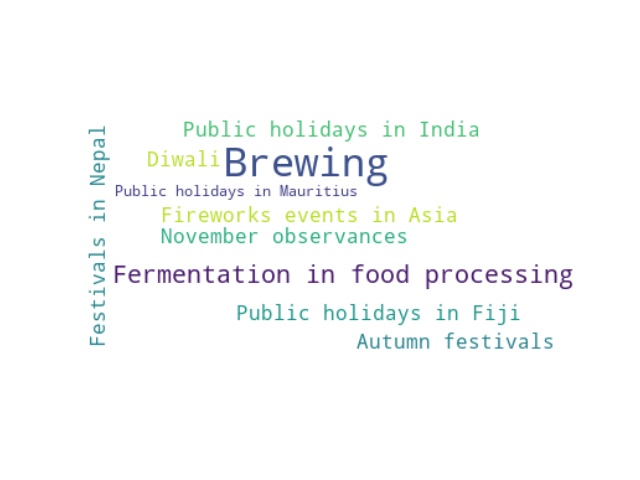 Public holidays in India
Diwali
Brewing
Public holidays in Mauritius
Fireworks events in Asia
November observances
Festivals in Nepal
Fermentation in food processing
Public holidays in Fiji
Autumn festivals